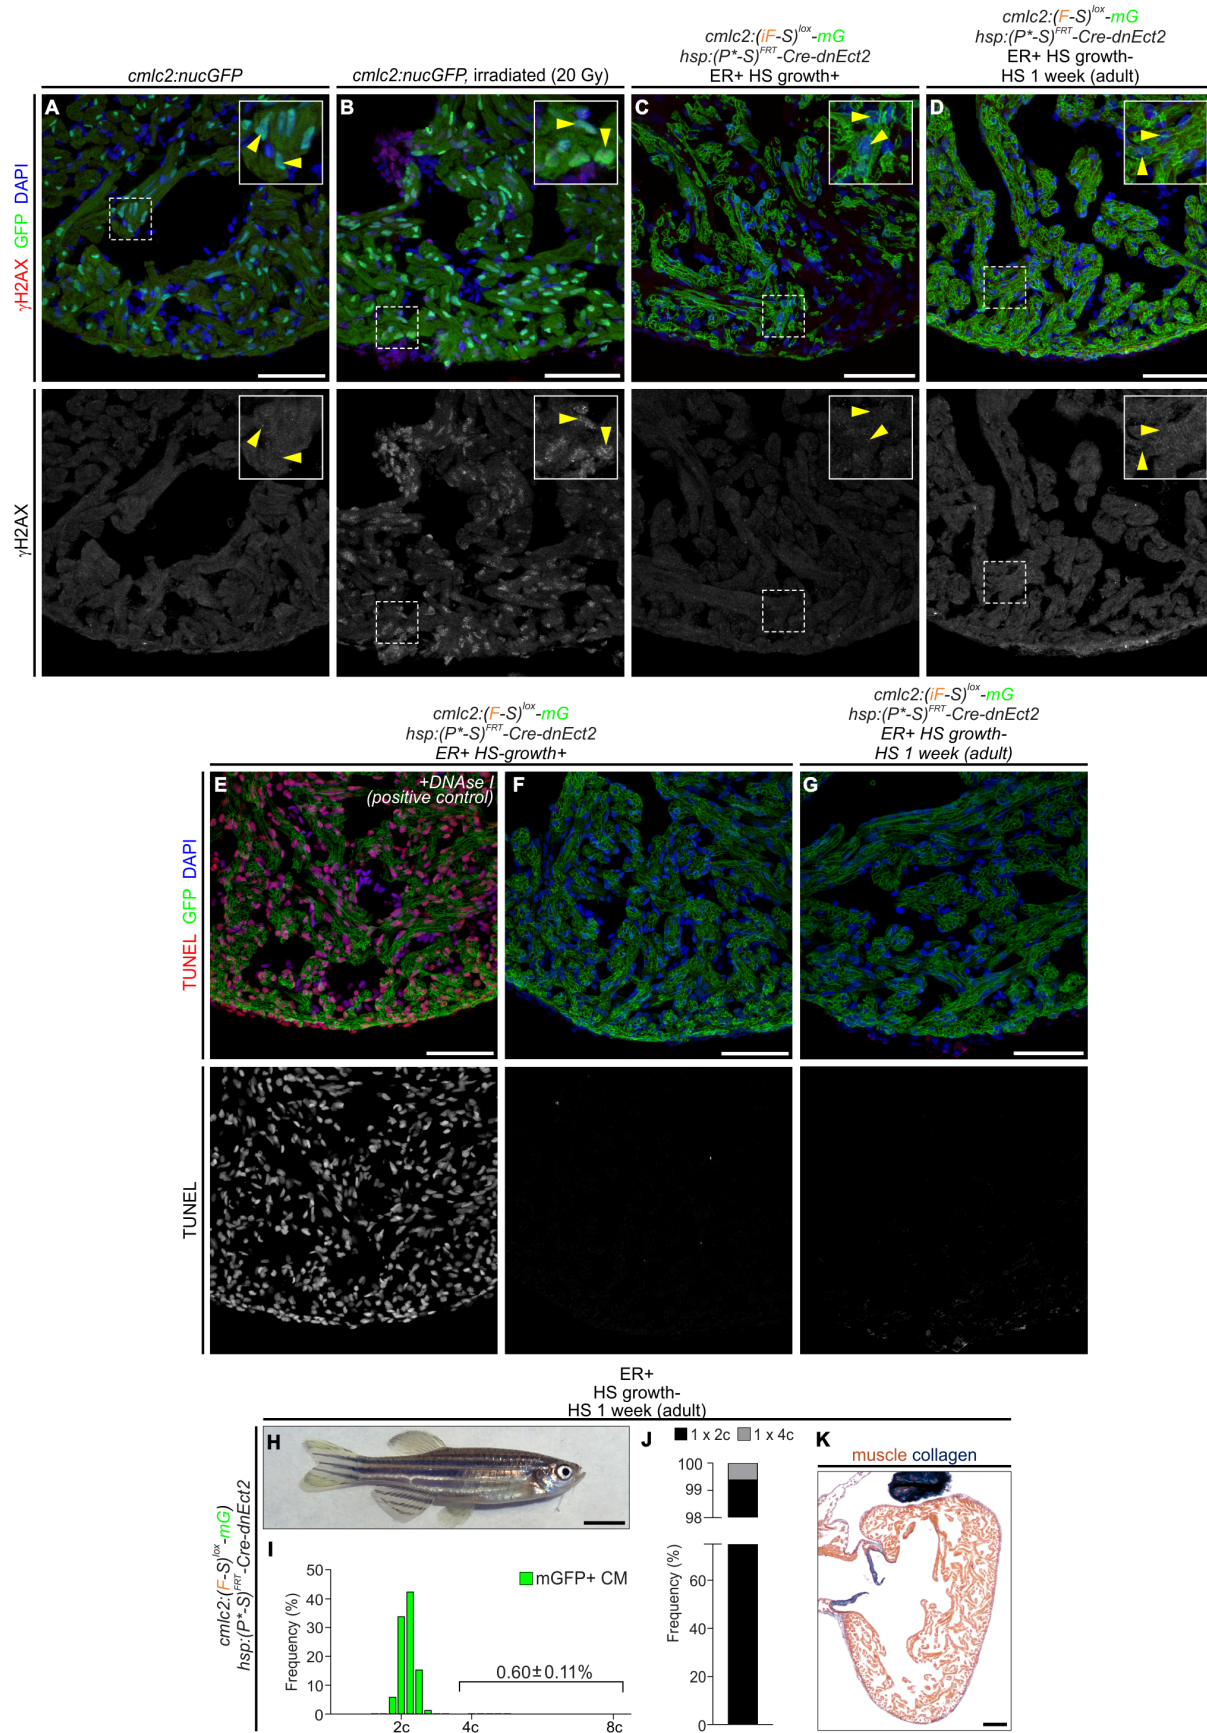 cmlc2:nucGFP
cmlc2:nucGFP, irradiated (20 Gy)
cmlc2:(iF-S)lox-mG
hsp:(P*-S)FRT-Cre-dnEct2
ER+ HS growth+
cmlc2:(F-S)lox-mG
hsp:(P*-S)FRT-Cre-dnEct2
ER+ HS growth-
HS 1 week (adult)
γH2AX GFP DAPI
A
B
C
D
γH2AX
cmlc2:(F-S)lox-mG
hsp:(P*-S)FRT-Cre-dnEct2
ER+ HS-growth+
cmlc2:(iF-S)lox-mG
hsp:(P*-S)FRT-Cre-dnEct2
ER+ HS growth-
HS 1 week (adult)
TUNEL GFP DAPI
E
+DNAse I
(positive control)
F
G
TUNEL
ER+
HS growth-
HS 1 week (adult)
cmlc2:(F-S)lox-mG)
hsp:(P*-S)FRT-Cre-dnEct2
H
I
Frequency (%)
50
40
30
20
10
0
mGFP+ CM
0.60±0.11%
2c
4c
8c
J
1 x 2c
1 x 4c
100
99
98
Frequency (%)
60
40
20
0
K
muscle collagen